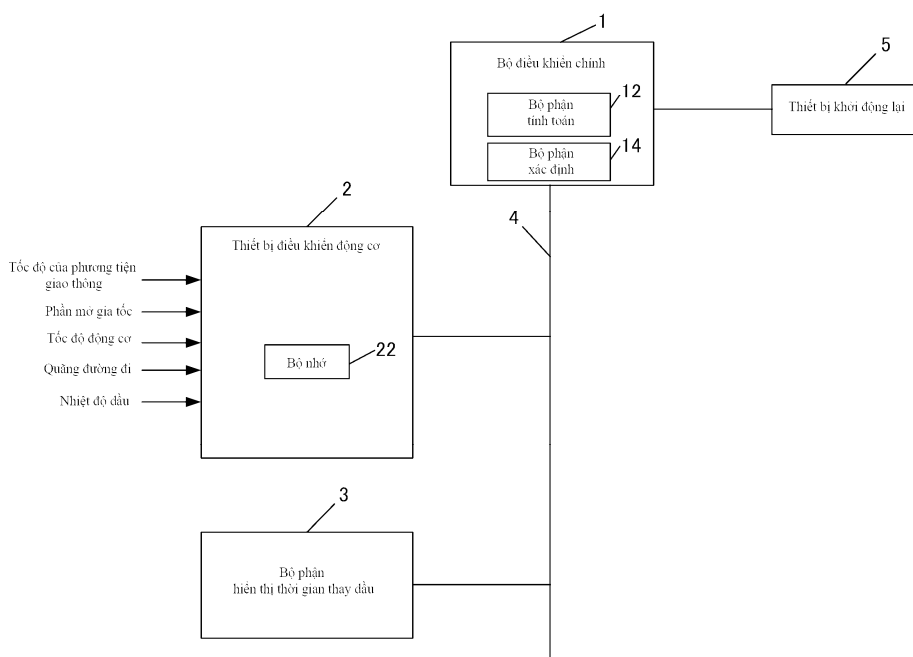 1
Bộ điều khiển chính
12
Bộ phận
tính toán
14
Bộ phận
xác định
5
Thiết bị khởi động lại
2
Thiết bị điều khiển động cơ
4
Tốc độ của phương tiện
giao thông
Phần mở gia tốc
Tốc độ động cơ
Quãng đường đi
Nhiệt độ dầu
Bộ nhớ
22
3
Bộ phận
hiển thị thời gian thay dầu